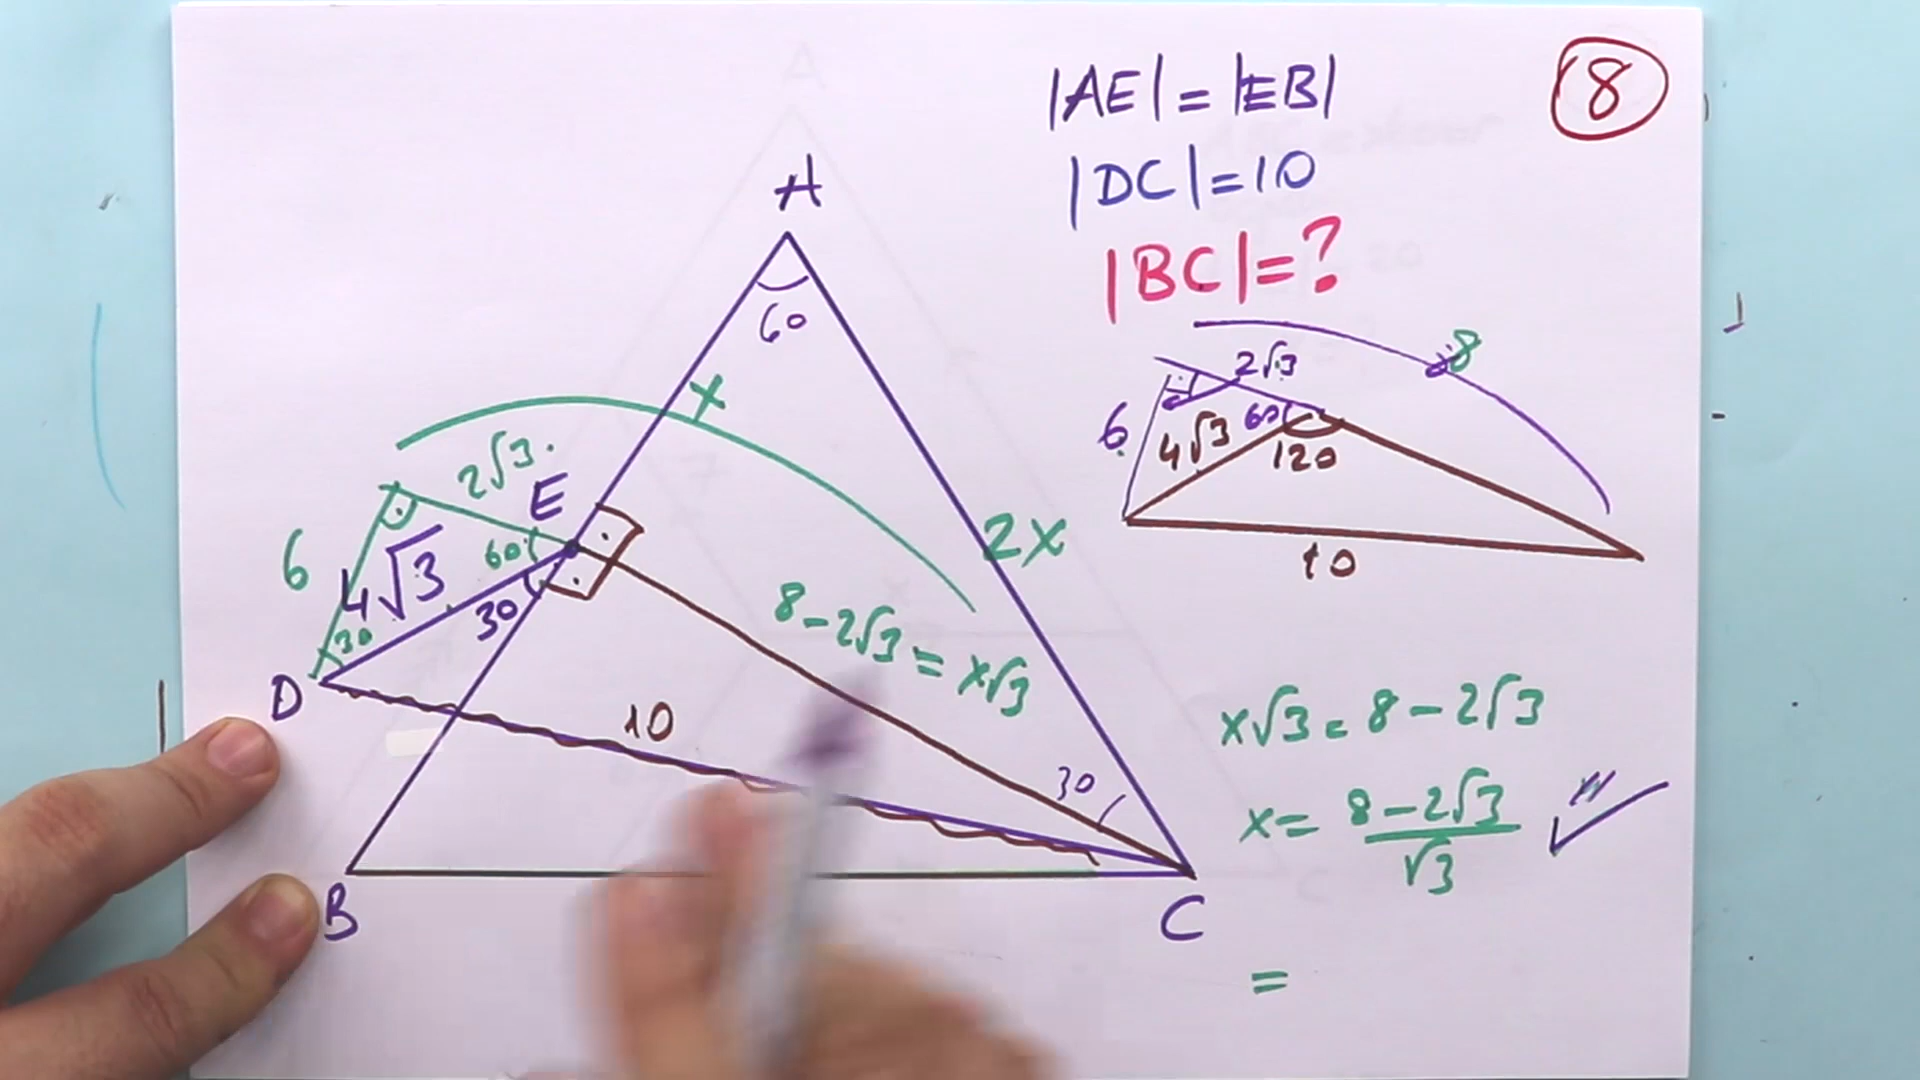 |AE| = |EB|
8
|DC| = 10
|BC| = ?
A
60
x
2x
2√3
8
6
60
4√3
120
10
2√3
E
6
60
4√3
30
30
D
8-2√3 = x√3
10
30
x√3 = 8-2√3
x = 8-2√3
√3
B
C
=